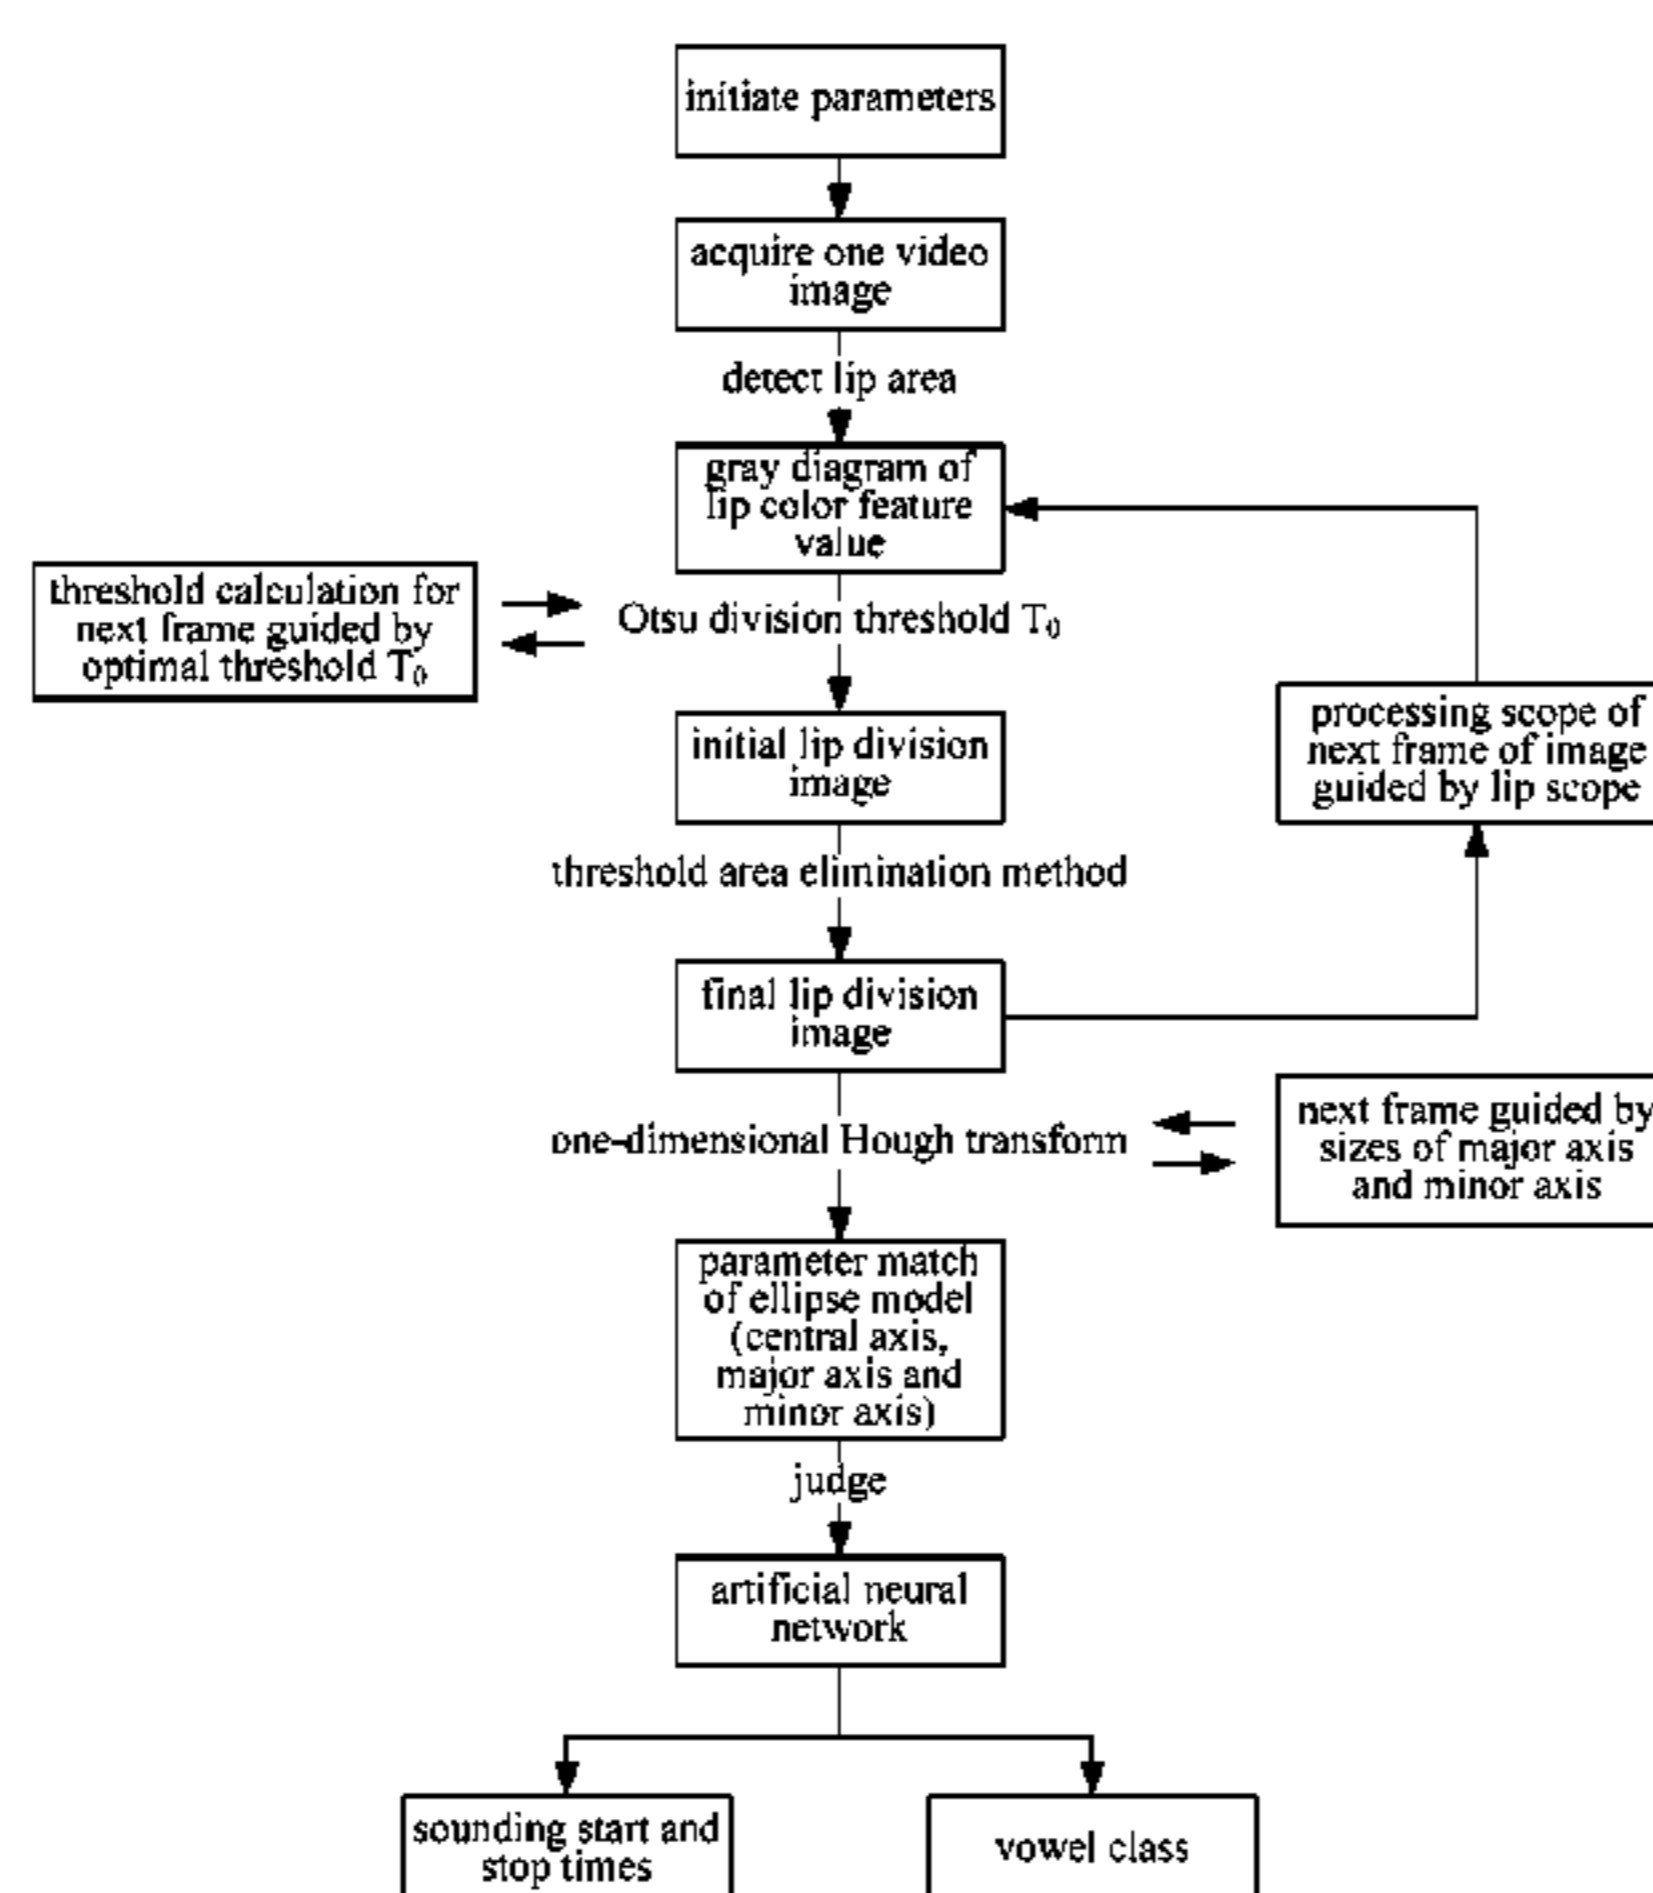 initiate parameters
acquire one video
image
detect lip area
gray diagram of
lip color feature
value
threshold calculation for
next frame guided by
optimal threshold T₀
Otsu division threshold T₀
initial lip division
image
processing scope of
next frame of image
guided by lip scope
threshold area elimination method
final lip division
image
one-dimensional Hough transform
next frame guided by
sizes of major axis
and minor axis
parameter match
of ellipse model
(central axis,
major axis and
minor axis)
judge
artificial neural
network
sounding start and
stop times
vowel class